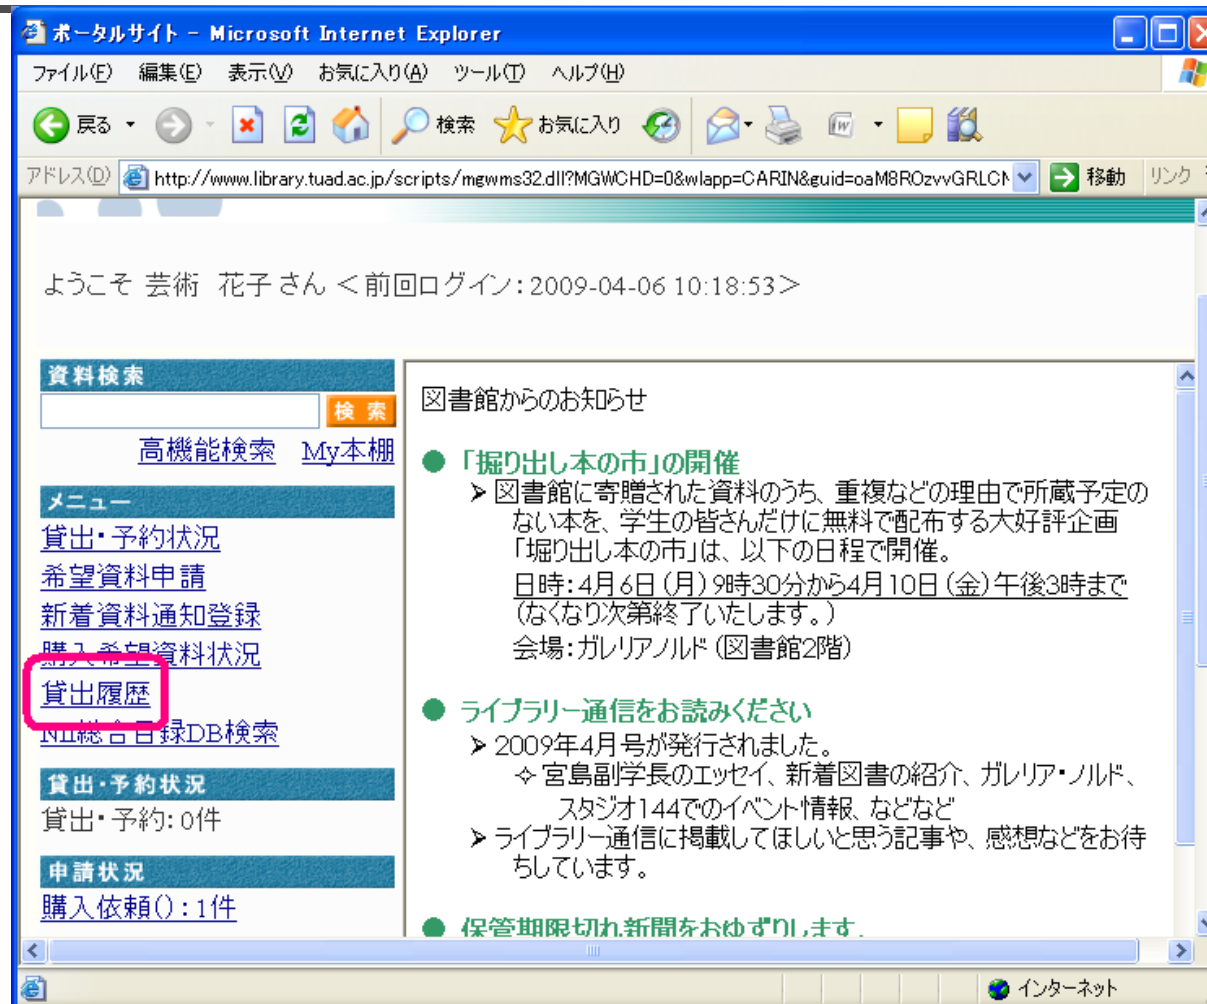 ポータルサイト - Microsoft Internet Explorer
ファイル(F) 編集(E) 表示(V) お気に入り(A) ツール(T) ヘルプ(H)
戻る 検索 お気に入り
アドレス(D) http://www.library.tuad.ac.jp/scripts/mgwms32.dll?MGWCHD=0&wlapp=CARIN&guid=oaM8ROzvvGRLCN 移動 リンク
ようこそ 芸術 花子 さん ＜前回ログイン：2009-04-06 10:18:53＞
資料検索
検索
高機能検索 My本棚
メニュー
貸出・予約状況
希望資料申請
新着資料通知登録
購入希望資料状況
貸出履歴
NII総合目録DB検索
貸出・予約状況
貸出・予約：0件
申請状況
購入依頼()：1件
図書館からのお知らせ
● 「掘り出し本の市」の開催
➤ 図書館に寄贈された資料のうち、重複などの理由で所蔵予定の
ない本を、学生の皆さんだけに無料で配布する大好評企画
「堀り出し本の市」は、以下の日程で開催。
日時：4月6日（月）9時30分から4月10日（金）午後3時まで
（なくなり次第終了いたします。）
会場：ガレリアノルド（図書館2階）
● ライブラリー通信をお読みください
➤ 2009年4月号が発行されました。
✧ 宮島副学長のエッセイ、新着図書の紹介、ガレリア・ノルド、
スタジオ144でのイベント情報、などなど
➤ ライブラリー通信に掲載してほしいと思う記事や、感想などをお待
ちしています。
● 保管期限切れ新聞をおゆずりします。
インターネット